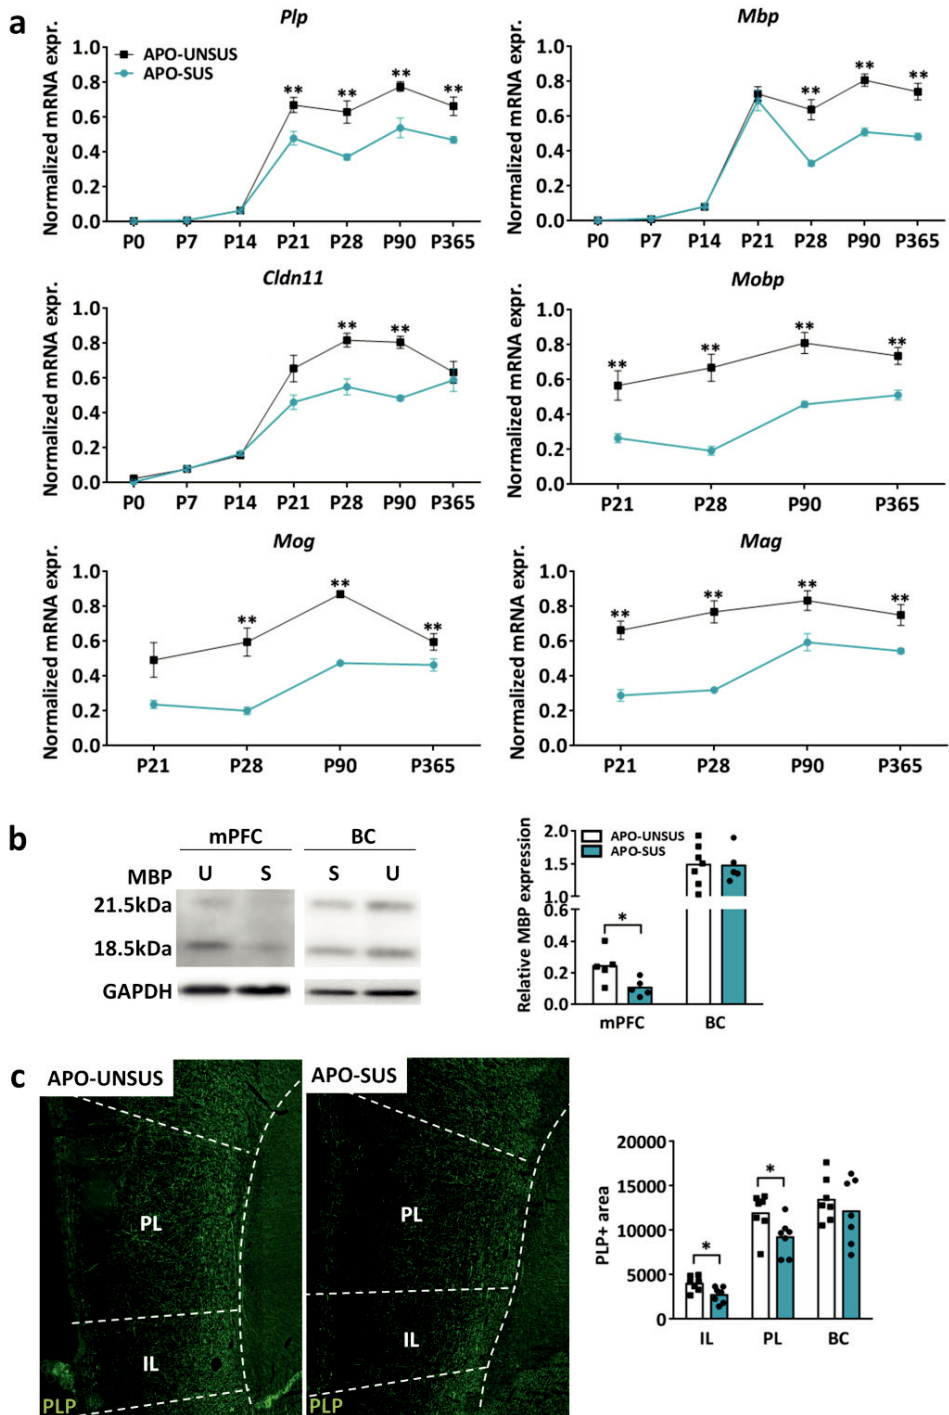 a
Plp
Normalized mRNA expr.
1.0
0.8
0.6
0.4
0.2
0.0
APO-UNSUS
APO-SUS
** ** ** **
P0 P7 P14 P21 P28 P90 P365
Mbp
Normalized mRNA expr.
1.0
0.8
0.6
0.4
0.2
0.0
** ** **
P0 P7 P14 P21 P28 P90 P365
Cldn11
Normalized mRNA expr.
1.0
0.8
0.6
0.4
0.2
0.0
** **
P0 P7 P14 P21 P28 P90 P365
Mobp
Normalized mRNA expr.
1.0
0.8
0.6
0.4
0.2
0.0
** ** ** **
P21 P28 P90 P365
Mog
Normalized mRNA expr.
1.0
0.8
0.6
0.4
0.2
0.0
** ** **
P21 P28 P90 P365
Mag
Normalized mRNA expr.
1.0
0.8
0.6
0.4
0.2
0.0
** ** ** **
P21 P28 P90 P365
b
mPFC BC
MBP U S S U
21.5kDa
18.5kDa
GAPDH
Relative MBP expression
2.0
1.5
1.0
0.6
0.4
0.2
0.0
APO-UNSUS
APO-SUS
*
mPFC BC
c
APO-UNSUS
PL
IL
PLP
APO-SUS
PL
IL
PLP
PLP+ area
20000
15000
10000
5000
0
* *
IL PL BC